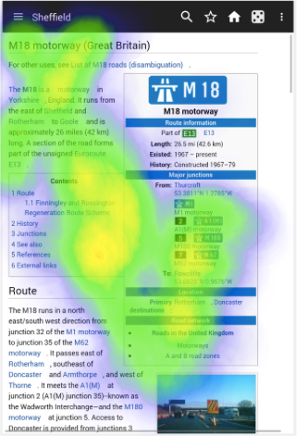 Sheffield
M18 motorway (Great Britain)
For other uses, see List of M18 roads (disambiguation) .
The M18 is a motorway in
Yorkshire , England. It runs from
the east of Sheffield and
Rotherham to Goole and is
approximately 26 miles (42 km)
long. A section of the road forms
part of the unsigned Euroroute
E13 .
Contents
1 Route
1.1 Finningley and Rossington
Regeneration Route Scheme
2 History
3 Junctions
4 See also
5 References
6 External links
M18
M18 motorway
Route information
Part of E13 E13
Length: 26.5 mi (42.6 km)
Existed: 1967 – present
History: Constructed 1967–79
Major junctions
From: Thurcroft
M1
M1 motorway
2
A1(M) motorway
5 M180
M180 motorway
7 M62
M62 motorway
To: Rawcliffe
Location
Primary Rotherham , Doncaster
destinations
Road network
Roads in the United Kingdom
Motorways
A and B road zones
Route
The M18 runs in a north
east/south west direction from
junction 32 of the M1 motorway
to junction 35 of the M62
motorway . It passes east of
Rotherham , southeast of
Doncaster and Armthorpe , and west of
Thorne . It meets the A1(M) at
junction 2 (A1(M) junction 35)–known as
the Wadworth Interchange—and the M180
motorway at junction 5. Access to
Doncaster is provided from junctions 3